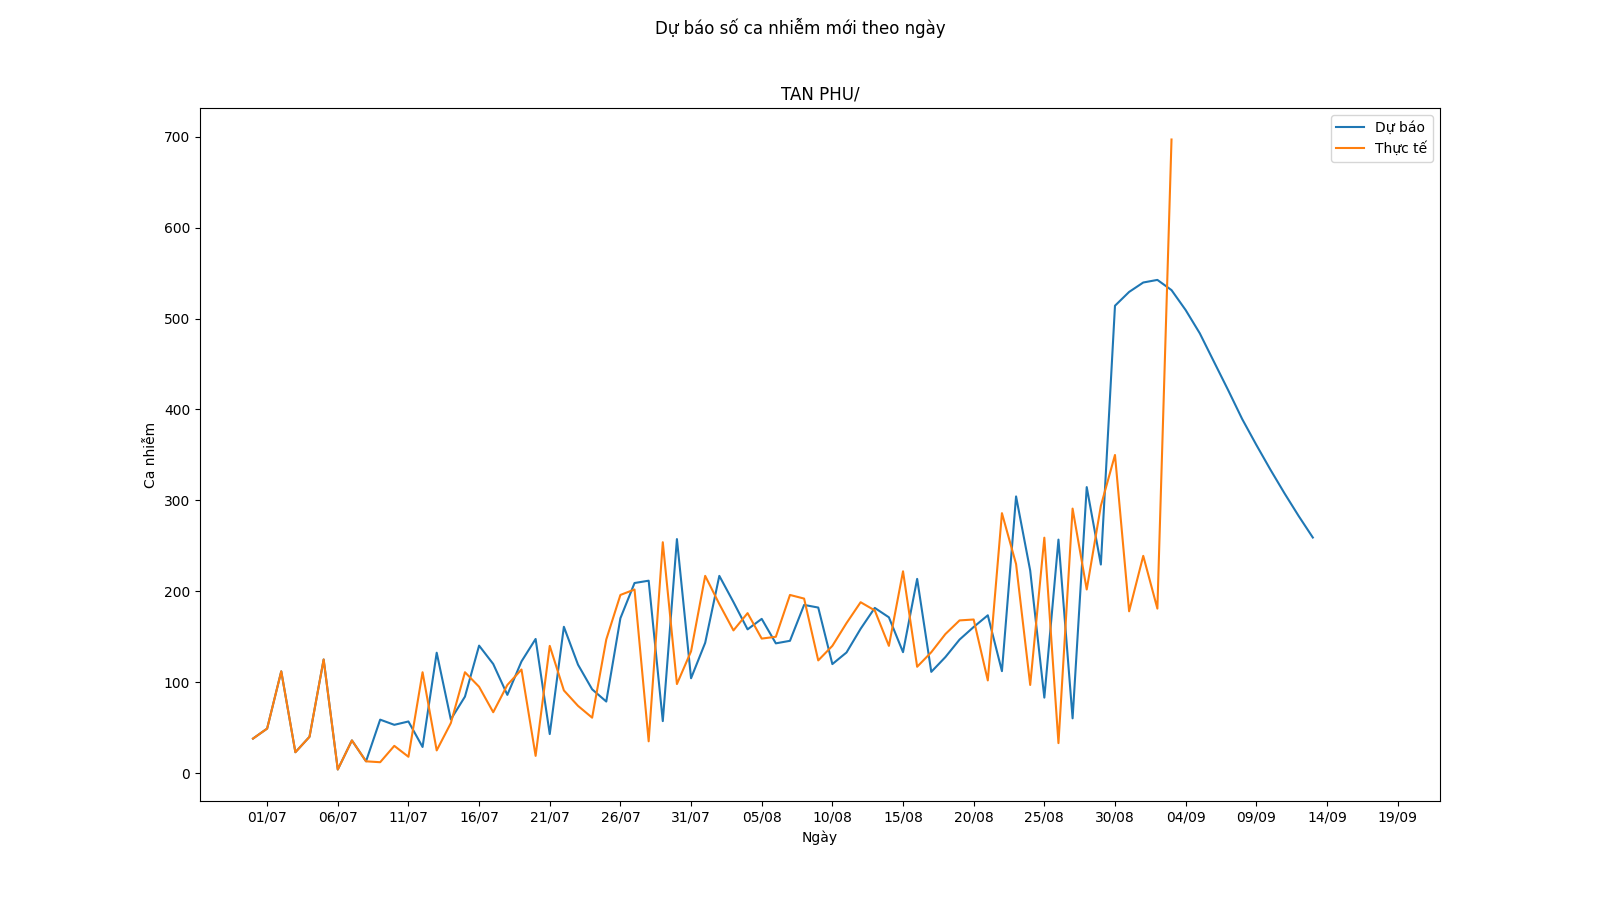 Dự báo số ca nhiễm mới theo ngày
TAN PHU/
Dự báo
Thực tế
700
600
500
400
300
200
100
0
Ca nhiễm
01/07 06/07 11/07 16/07 21/07 26/07 31/07 05/08 10/08 15/08 20/08 25/08 30/08 04/09 09/09 14/09 19/09
Ngày